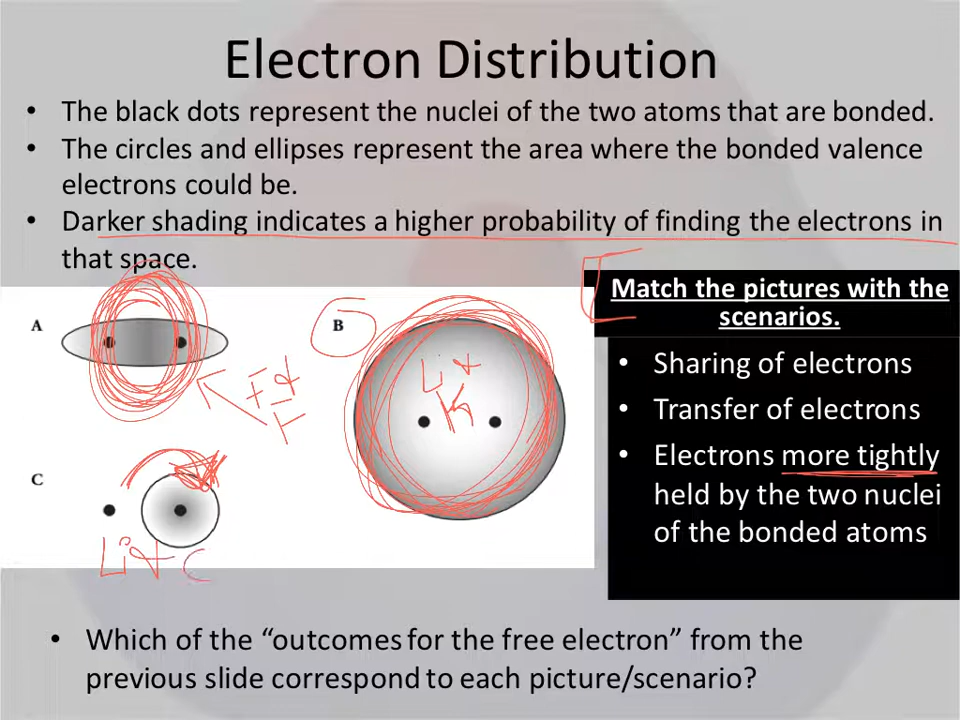 Electron Distribution
• The black dots represent the nuclei of the two atoms that are bonded.
• The circles and ellipses represent the area where the bonded valence
electrons could be.
• Darker shading indicates a higher probability of finding the electrons in
that space.
Match the pictures with the
scenarios.
A
B
• Sharing of electrons
Li &
K
• Transfer of electrons
• Electrons more tightly
held by the two nuclei
of the bonded atoms
C
Li &
• Which of the “outcomes for the free electron” from the
previous slide correspond to each picture/scenario?